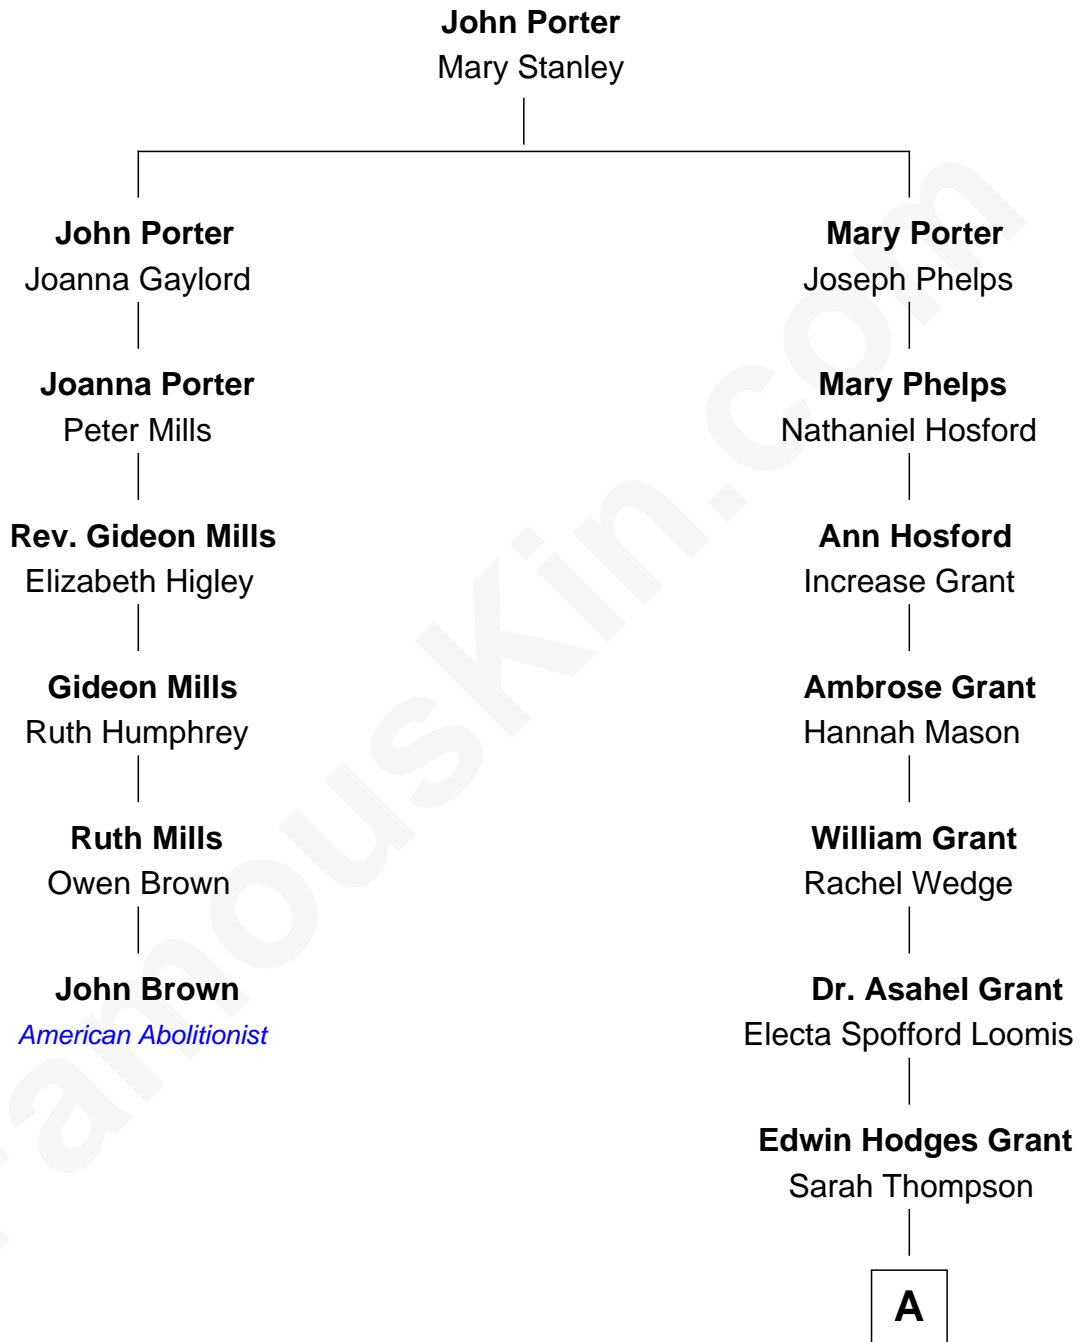 John Porter
Mary Stanley
John Porter
Joanna Gaylord
Mary Porter
Joseph Phelps
Joanna Porter
Peter Mills
Mary Phelps
Nathaniel Hosford
Rev. Gideon Mills
Elizabeth Higley
Ann Hosford
Increase Grant
Gideon Mills
Ruth Humphrey
Ambrose Grant
Hannah Mason
Ruth Mills
Owen Brown
William Grant
Rachel Wedge
John Brown
American Abolitionist
Dr. Asahel Grant
Electa Spofford Loomis
Edwin Hodges Grant
Sarah Thompson
A
FamousKin.com